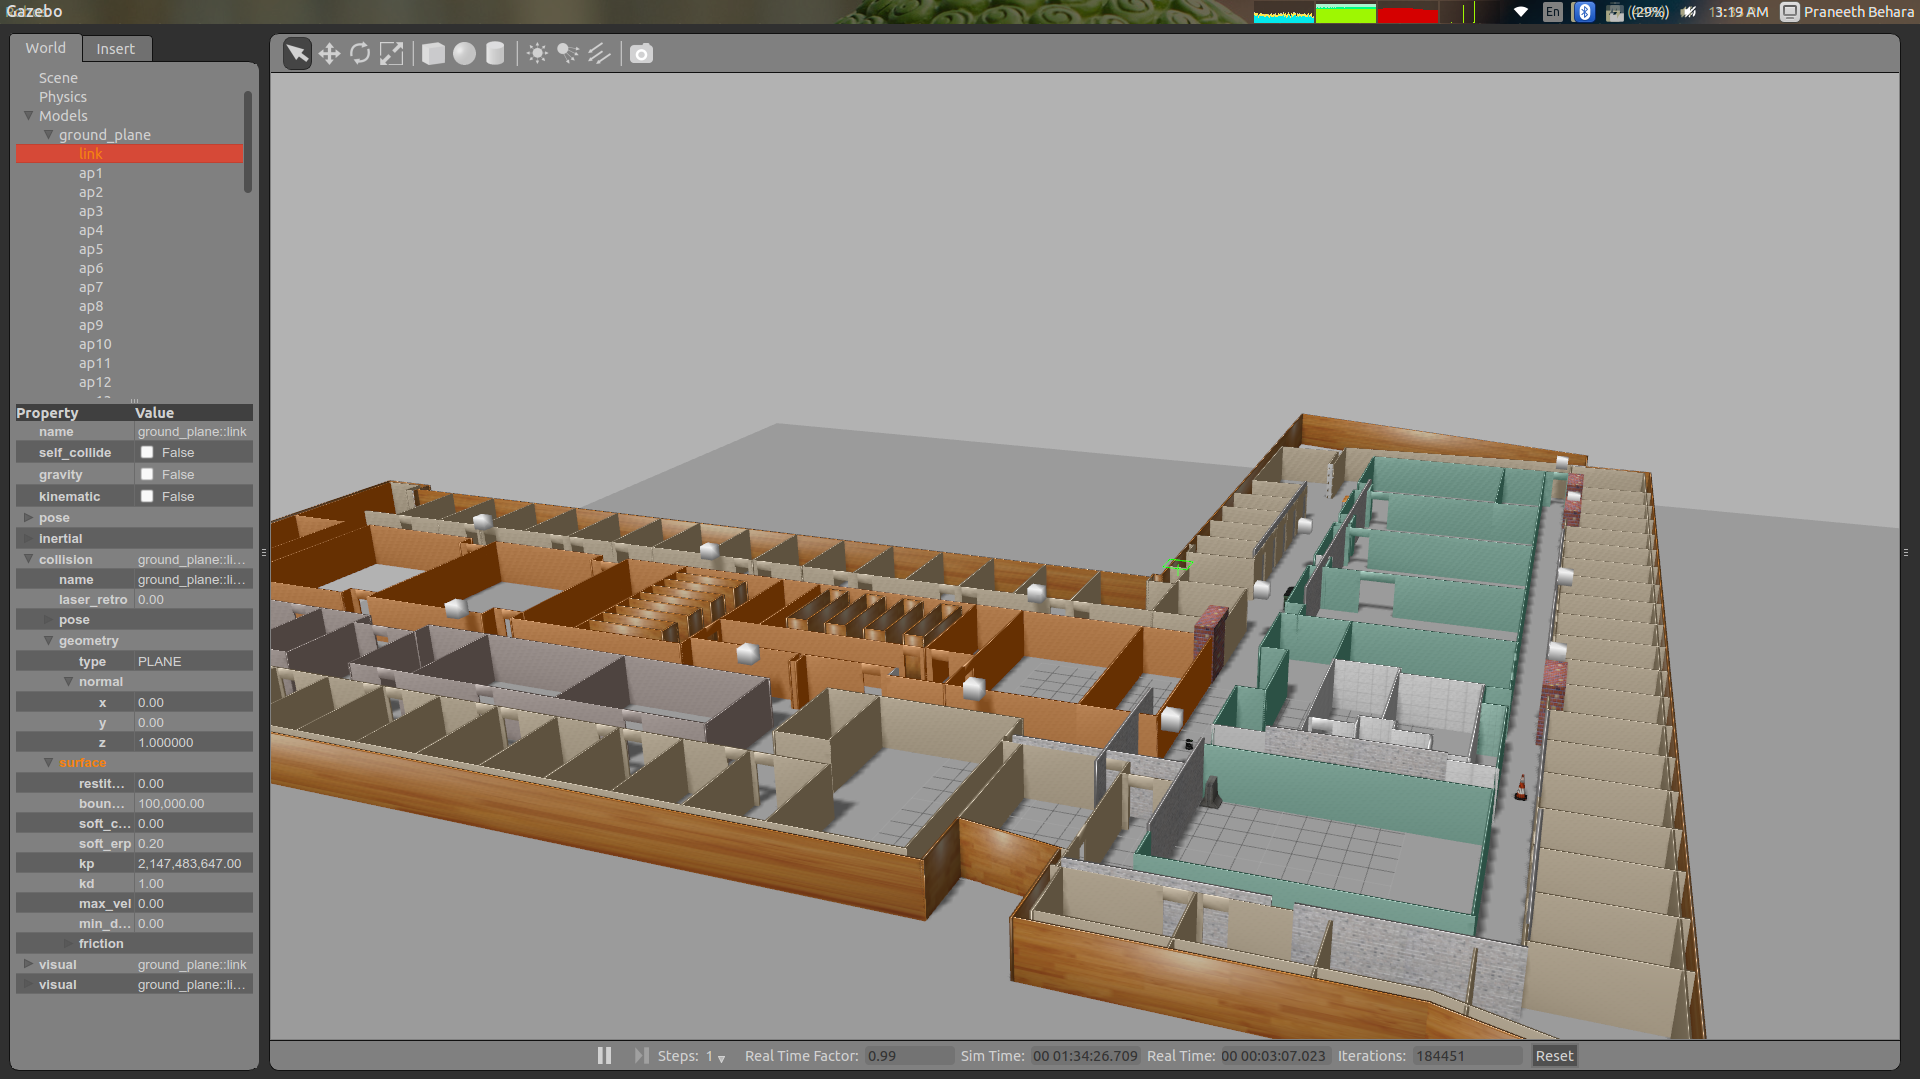 Gazebo
En
(29%)
Praneeth Behara
World Insert
Scene
Physics
Models
ground_plane
link
ap1
ap2
ap3
ap4
ap5
ap6
ap7
ap8
ap9
ap10
ap11
ap12
Property Value
name ground_plane::link
self_collide False
gravity False
kinematic False
pose
inertial
collision ground_plane::li...
name ground_plane::li...
laser_retro 0.00
pose
geometry
type PLANE
normal
x 0.00
y 0.00
z 1.000000
surface
restit... 0.00
boun... 100,000.00
soft_c... 0.00
soft_erp 0.20
kp 2,147,483,647.00
kd 1.00
max_vel 0.00
min_d... 0.00
friction
visual ground_plane::link
visual ground_plane::li...
Steps: 1 Real Time Factor: 0.99 Sim Time: 00 01:34:26.709 Real Time: 00 00:03:07.023 Iterations: 184451 Reset